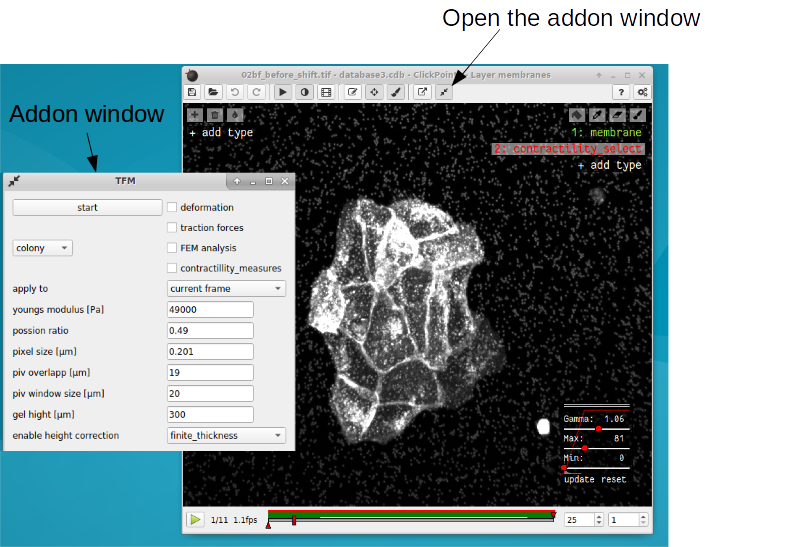 Open the addon window
Addon window
02bf_before_shift.tif - database3.cdb - ClickPoin - Layer membranes
+ add type
1: membrane
2: contractility_select
+ add type
TFM
start
deformation
traction forces
colony
FEM analysis
contractillity_measures
apply to
current frame
youngs modulus [Pa]
49000
possion ratio
0.49
pixel size [µm]
0.201
piv overlapp [µm]
19
piv window size [µm]
20
gel hight [µm]
300
enable height correction
finite_thickness
Gamma: 1.06
Max: 81
Min: 0
update reset
1/11 1.1fps
25
1